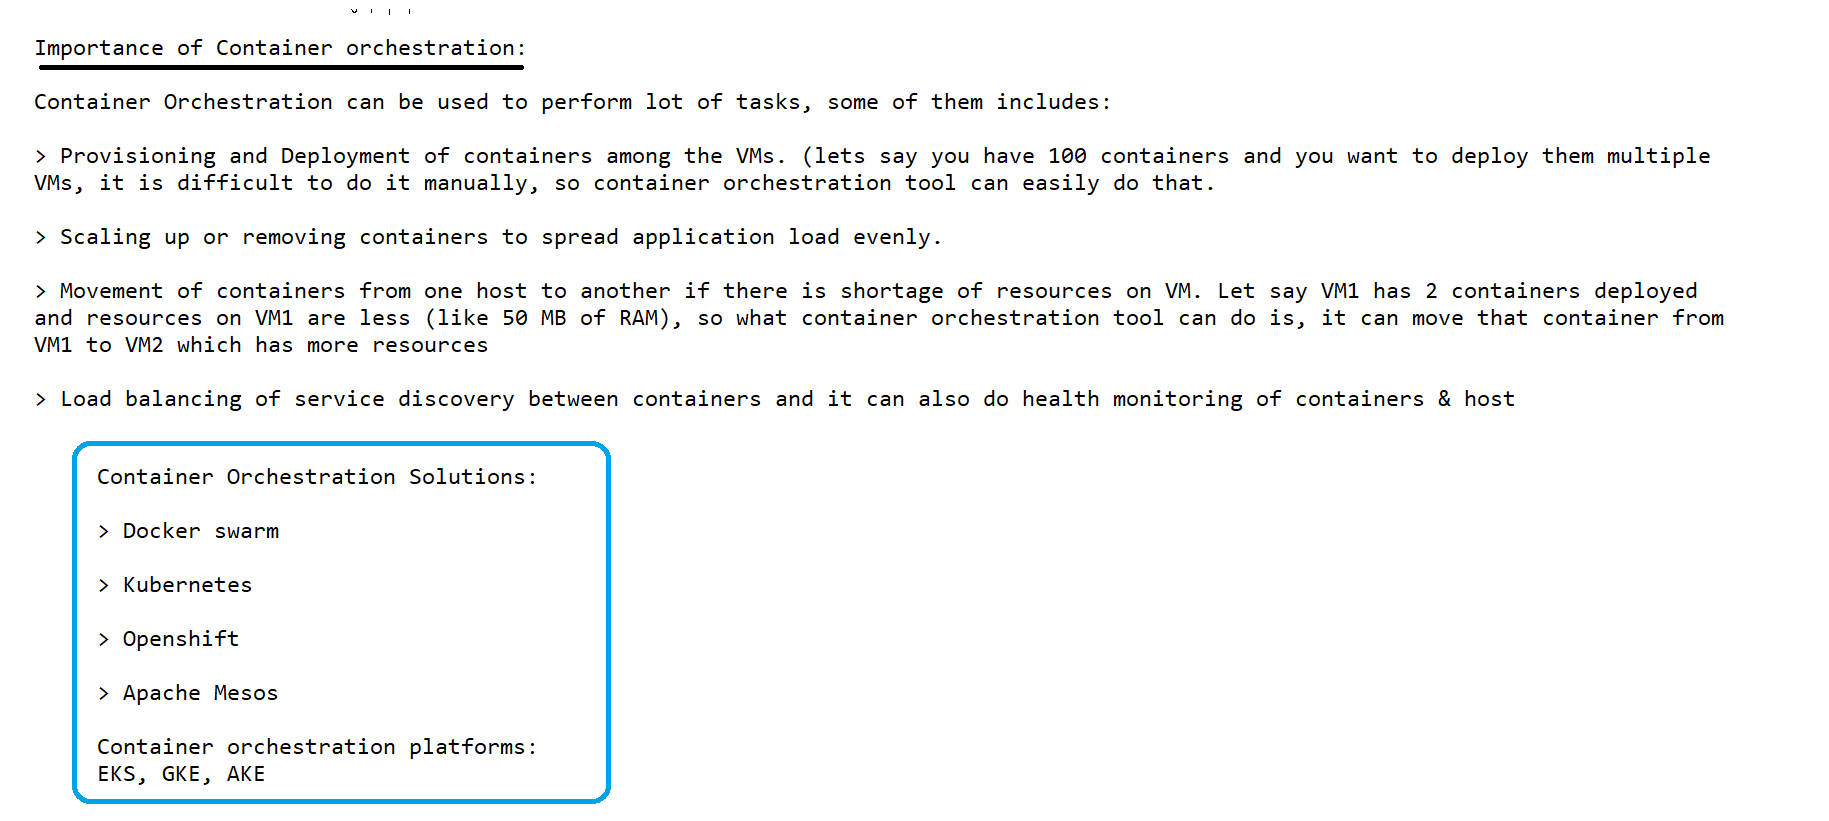 Importance of Container orchestration:
Container Orchestration can be used to perform lot of tasks, some of them includes:
> Provisioning and Deployment of containers among the VMs. (lets say you have 100 containers and you want to deploy them multiple
VMs, it is difficult to do it manually, so container orchestration tool can easily do that.
> Scaling up or removing containers to spread application load evenly.
> Movement of containers from one host to another if there is shortage of resources on VM. Let say VM1 has 2 containers deployed
and resources on VM1 are less (like 50 MB of RAM), so what container orchestration tool can do is, it can move that container from
VM1 to VM2 which has more resources
> Load balancing of service discovery between containers and it can also do health monitoring of containers & host
Container Orchestration Solutions:
> Docker swarm
> Kubernetes
> Openshift
> Apache Mesos
Container orchestration platforms:
EKS, GKE, AKE